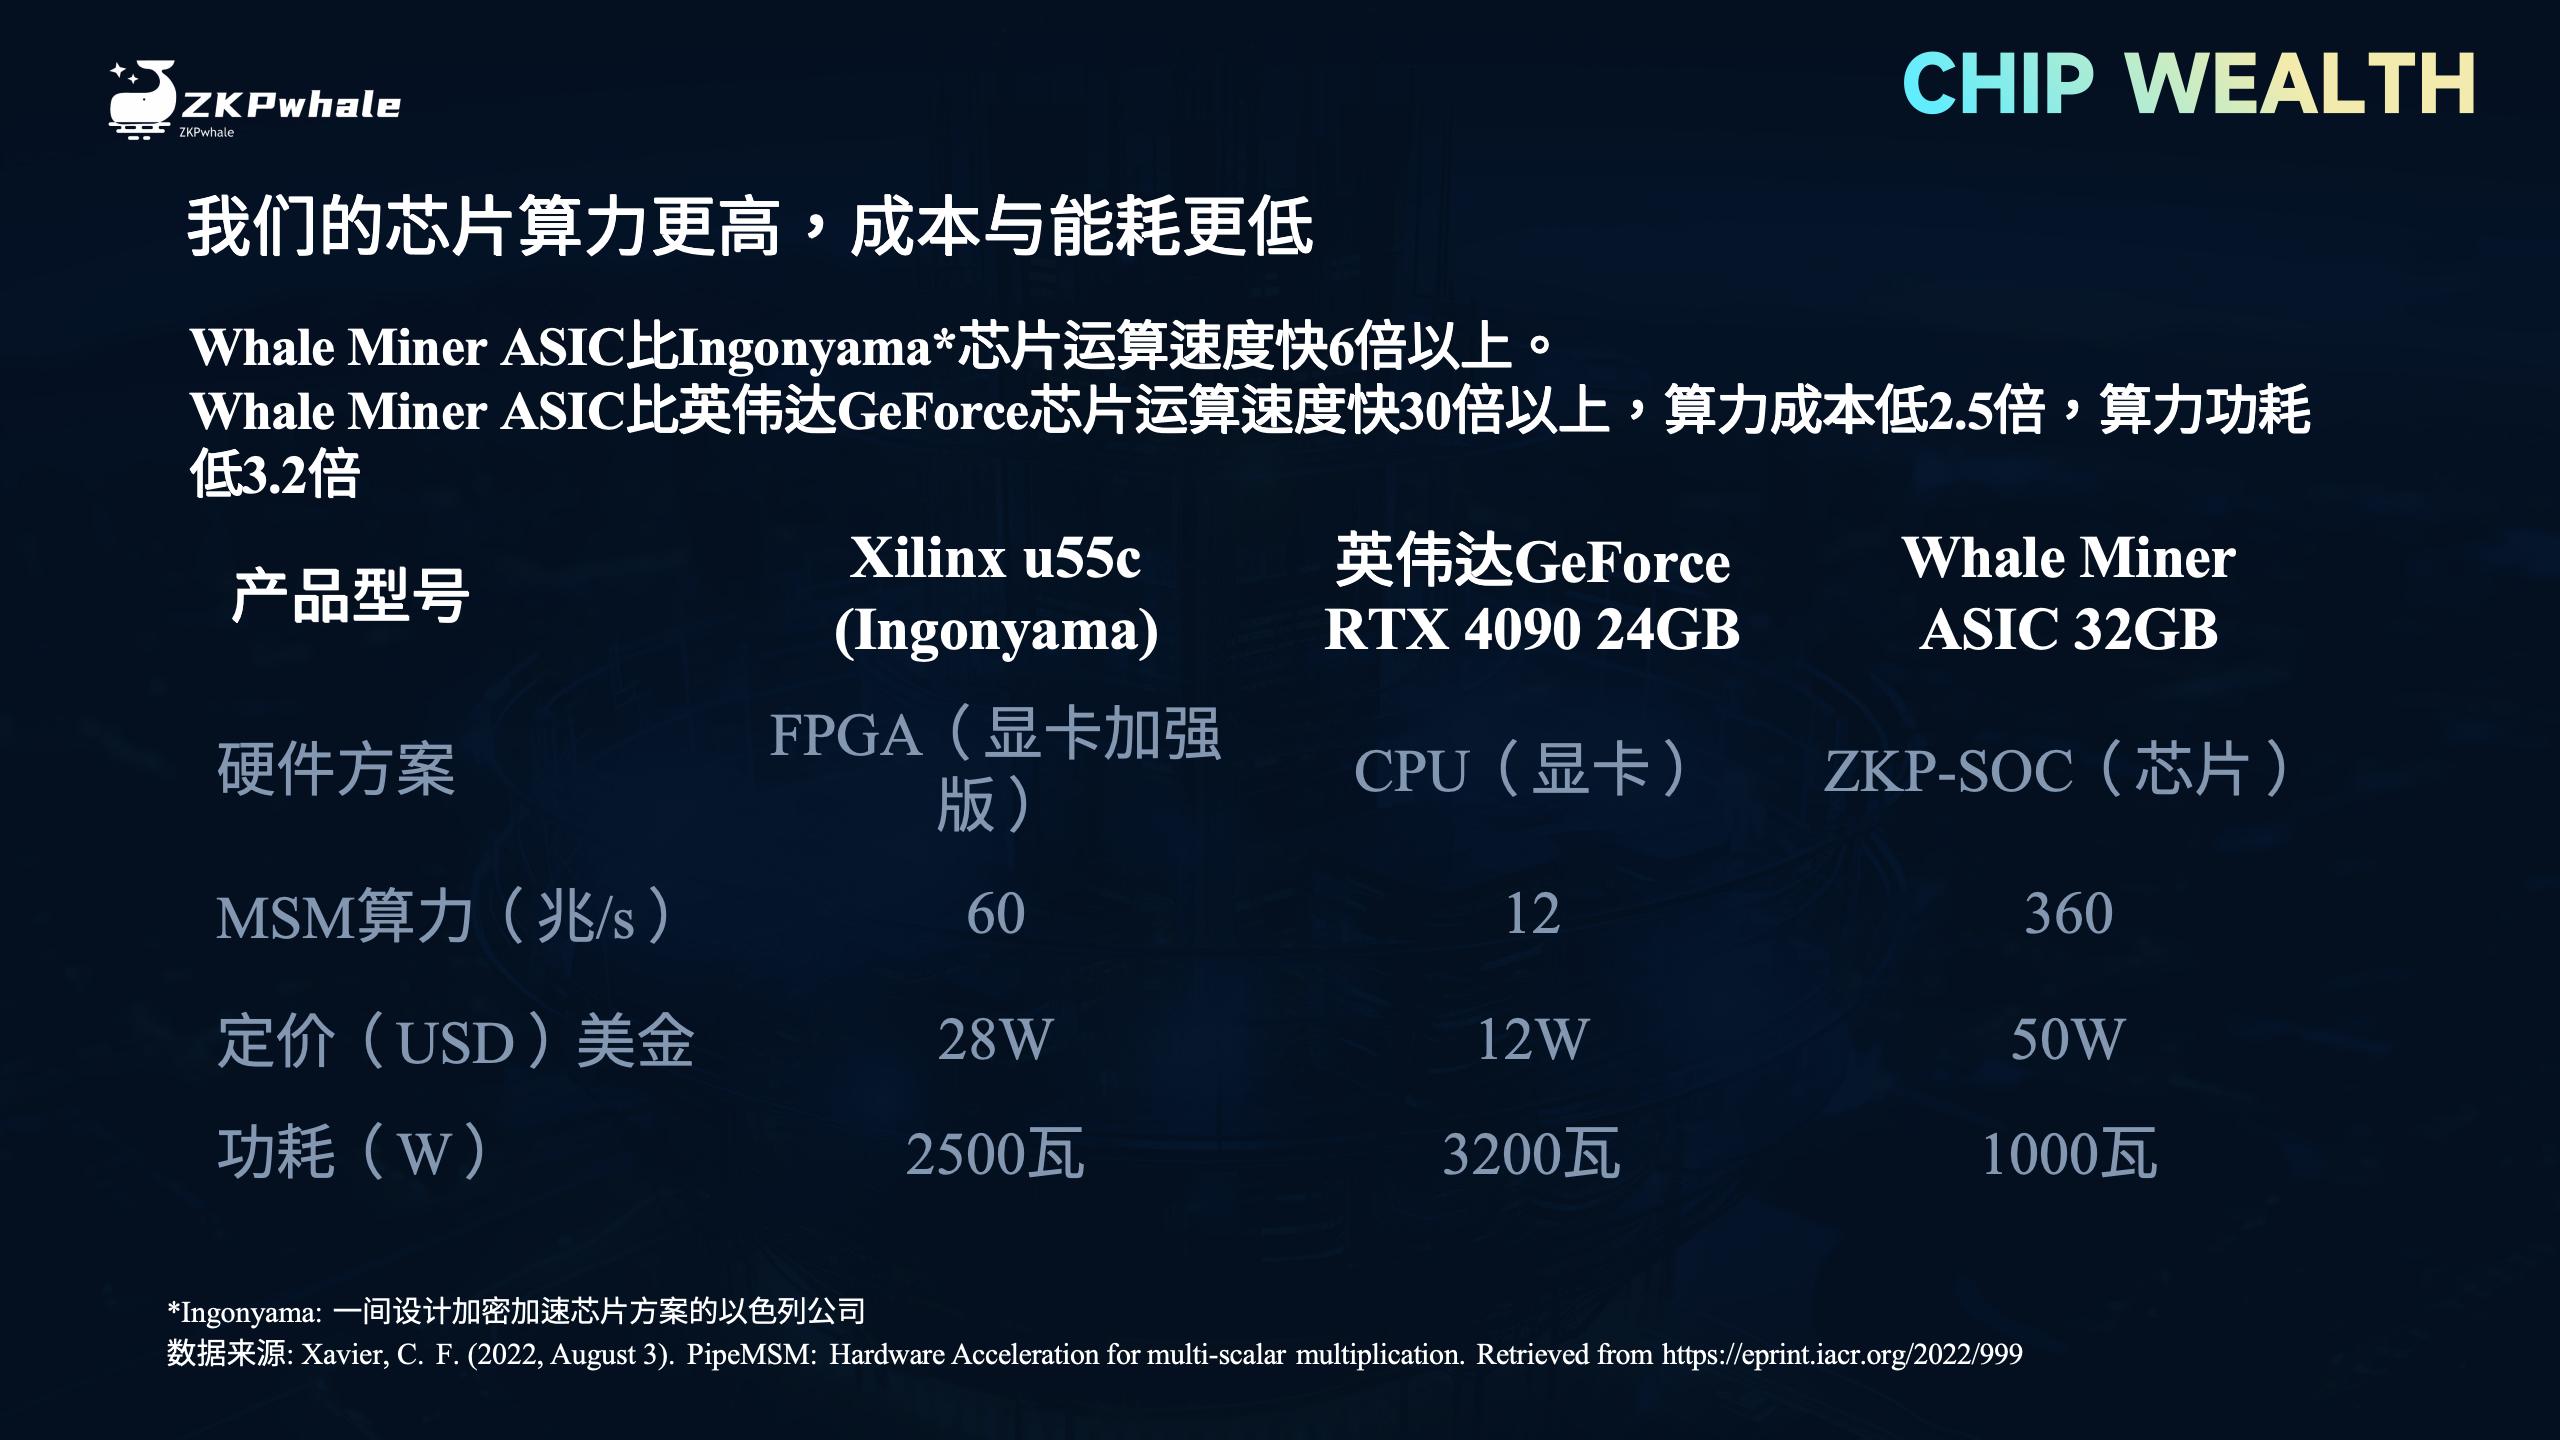 ZKPwhale
ZKPwhale
CHIP WEALTH
我们的芯片算力更高，成本与能耗更低
Whale Miner ASIC比Ingonyama*芯片运算速度快6倍以上。
Whale Miner ASIC比英伟达GeForce芯片运算速度快30倍以上，算力成本低2.5倍，算力功耗
低3.2倍
产品型号
Xilinx u55c
(Ingonyama)
英伟达GeForce
RTX 4090 24GB
Whale Miner
ASIC 32GB
硬件方案
FPGA（显卡加强
版）
CPU（显卡）
ZKP-SOC（芯片）
MSM算力（兆/s）
60
12
360
定价（USD）美金
28W
12W
50W
功耗（W）
2500瓦
3200瓦
1000瓦
*Ingonyama: 一间设计加密加速芯片方案的以色列公司
数据来源: Xavier, C. F. (2022, August 3). PipeMSM: Hardware Acceleration for multi-scalar multiplication. Retrieved from https://eprint.iacr.org/2022/999